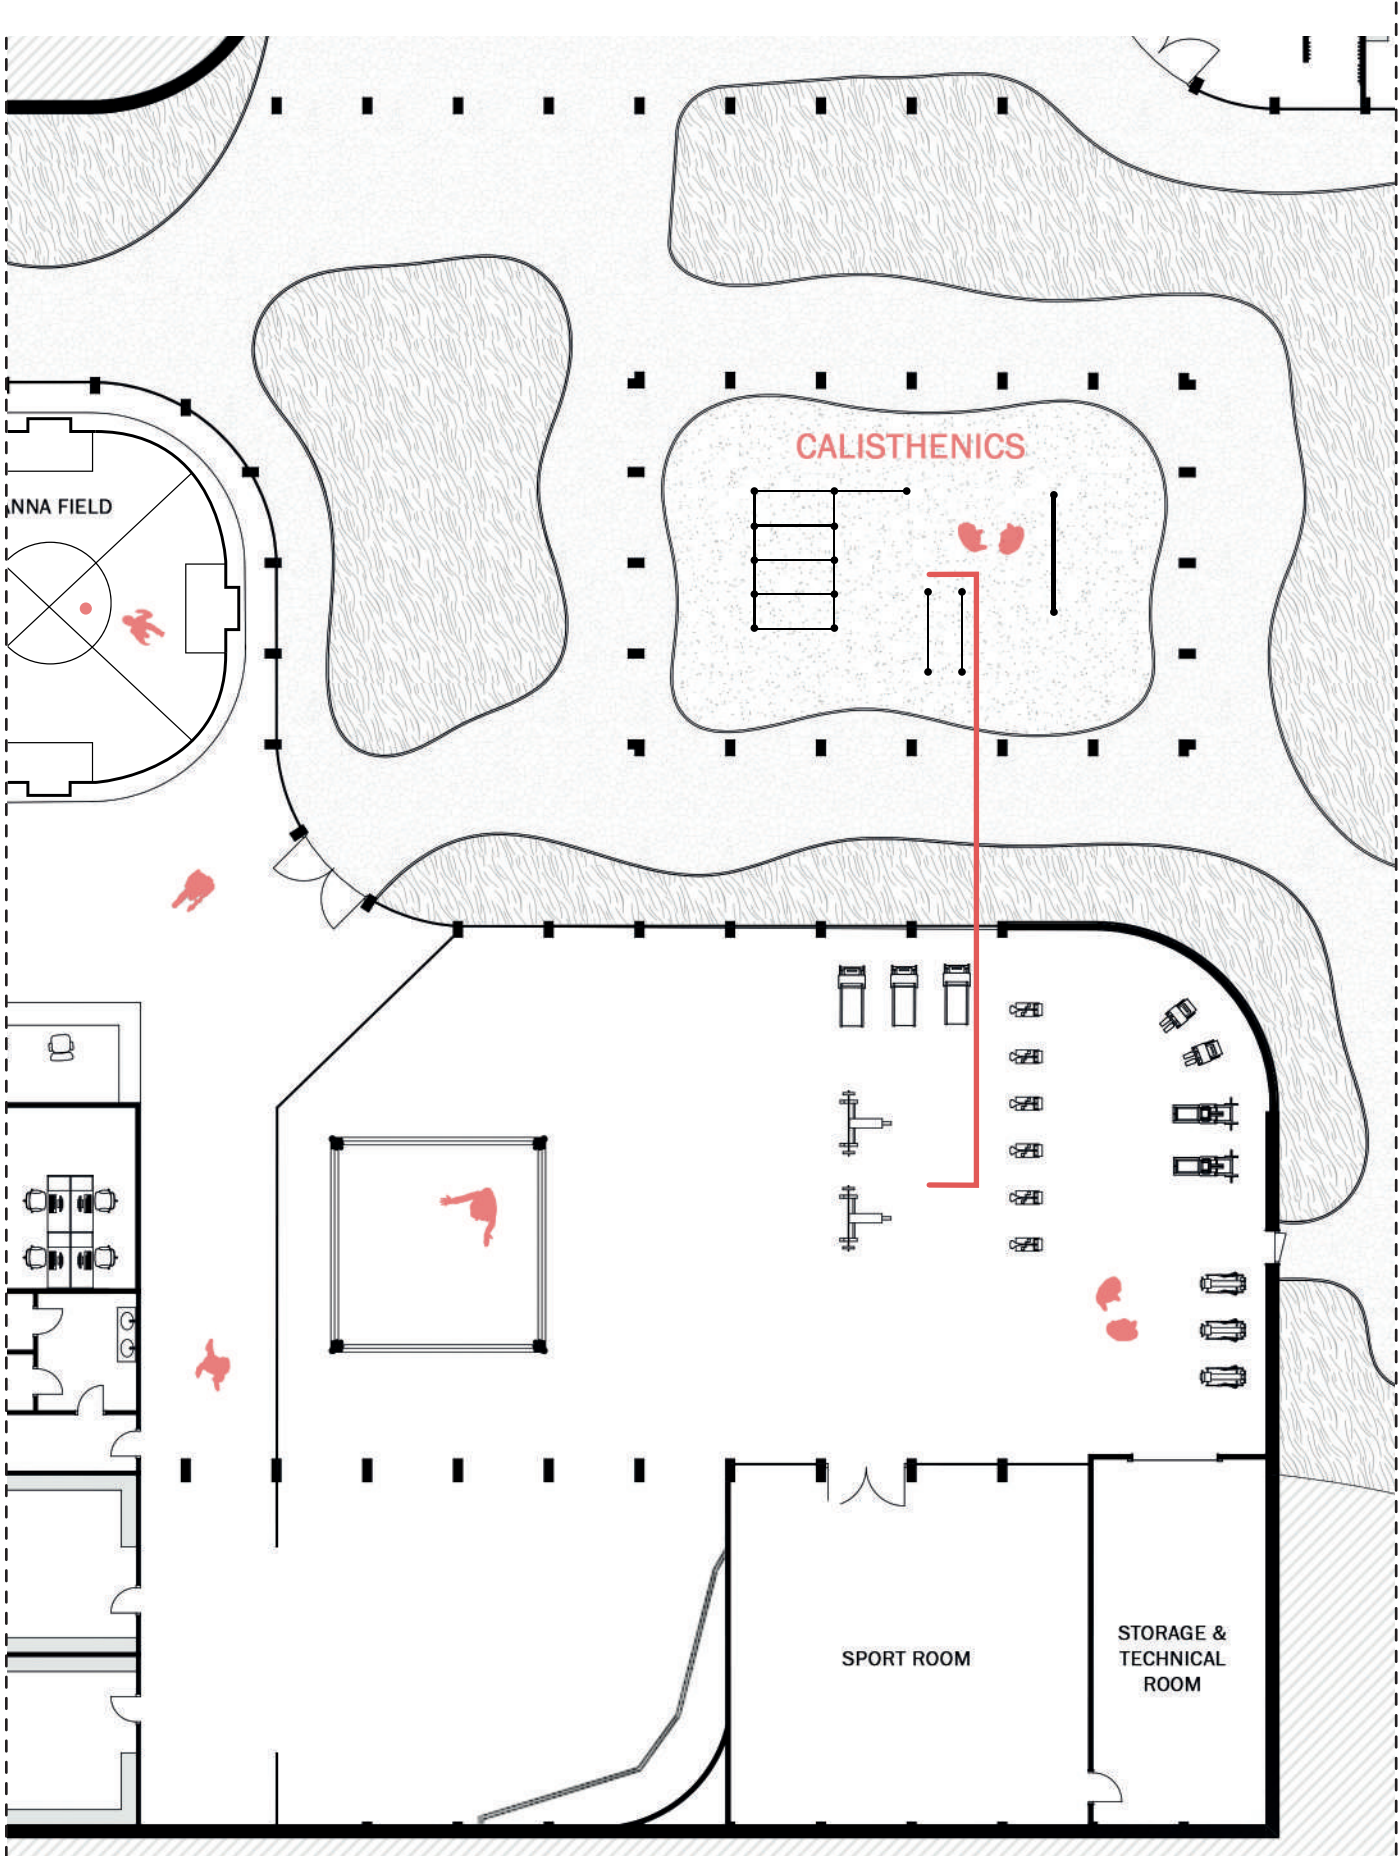 CALISTHENICS
NNA FIELD
SPORT ROOM
STORAGE &
TECHNICAL
ROOM